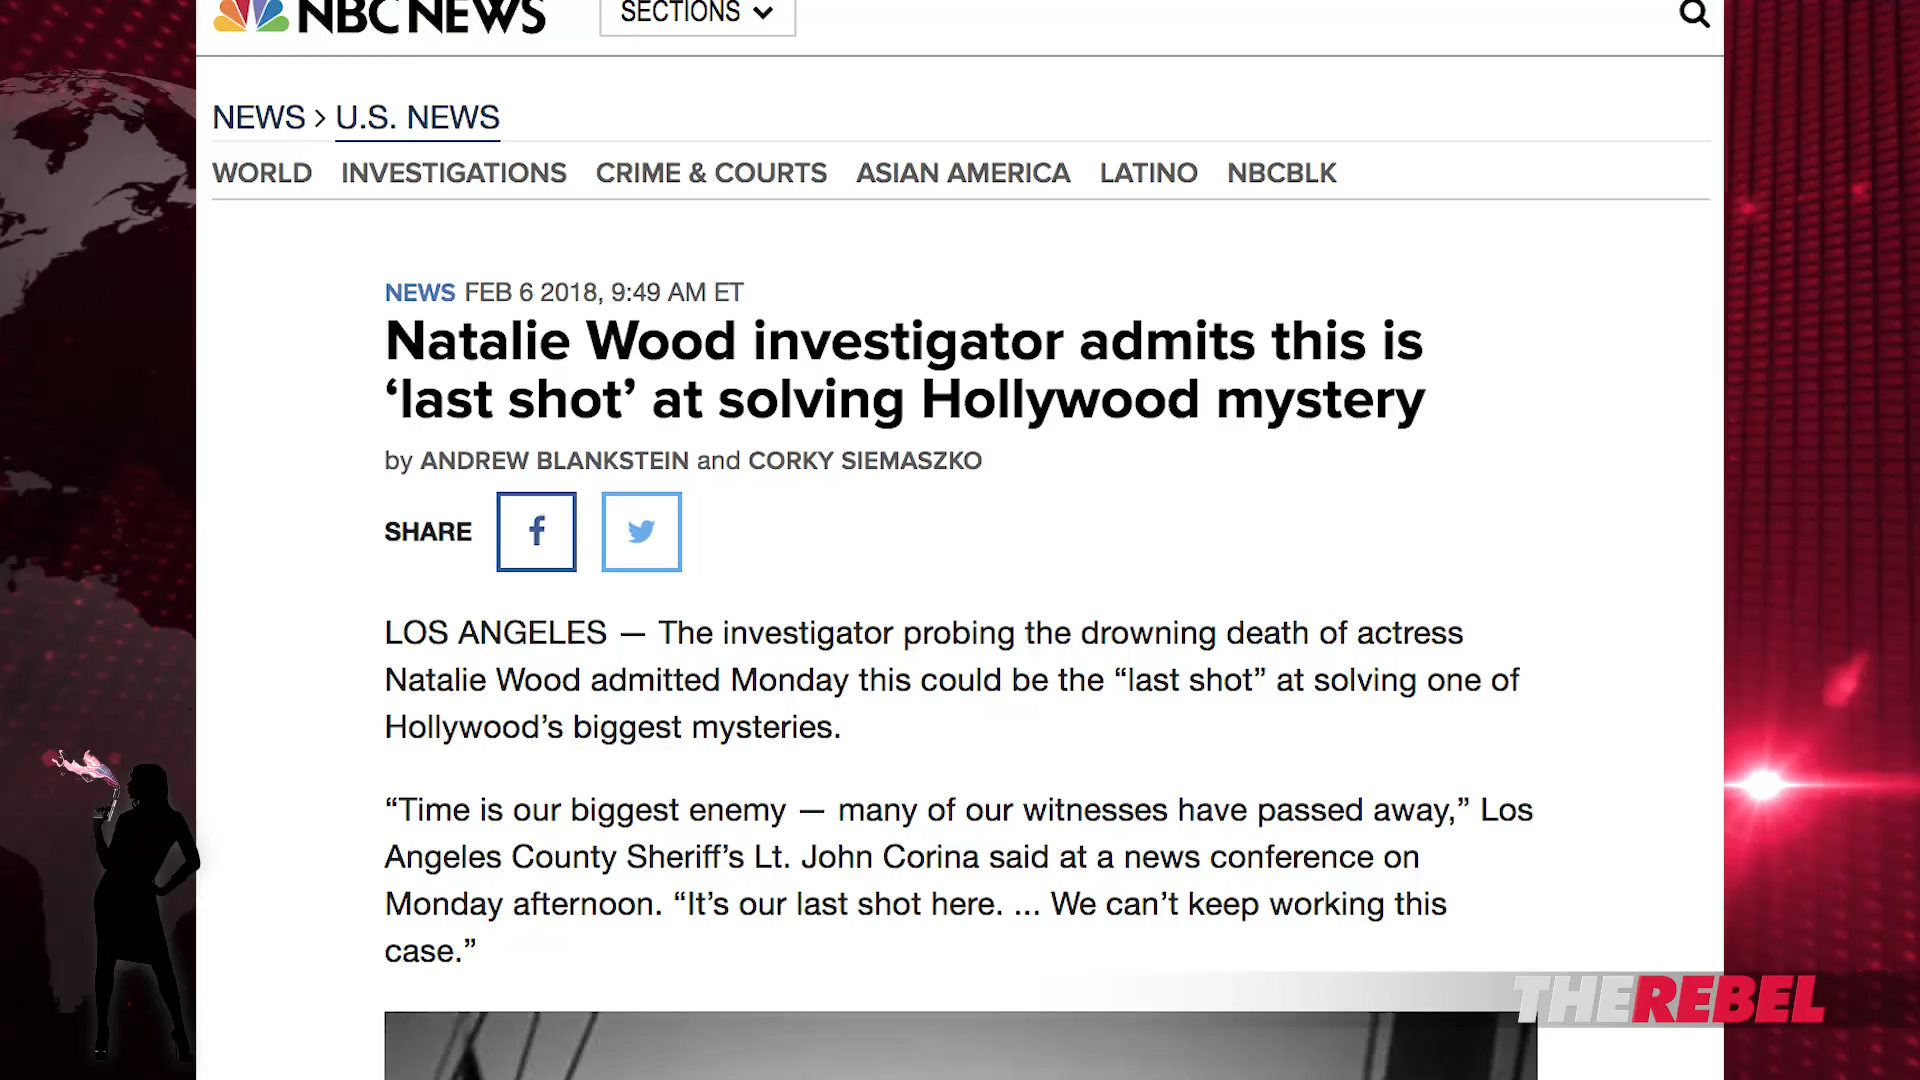 NBC NEWS
SECTIONS
NEWS > U.S. NEWS
WORLD INVESTIGATIONS CRIME & COURTS ASIAN AMERICA LATINO NBCBLK
NEWS FEB 6 2018, 9:49 AM ET
Natalie Wood investigator admits this is
‘last shot’ at solving Hollywood mystery
by ANDREW BLANKSTEIN and CORKY SIEMASZKO
SHARE
LOS ANGELES — The investigator probing the drowning death of actress
Natalie Wood admitted Monday this could be the “last shot” at solving one of
Hollywood’s biggest mysteries.
“Time is our biggest enemy — many of our witnesses have passed away,” Los
Angeles County Sheriff’s Lt. John Corina said at a news conference on
Monday afternoon. “It’s our last shot here. ... We can’t keep working this
case.”
THE REBEL